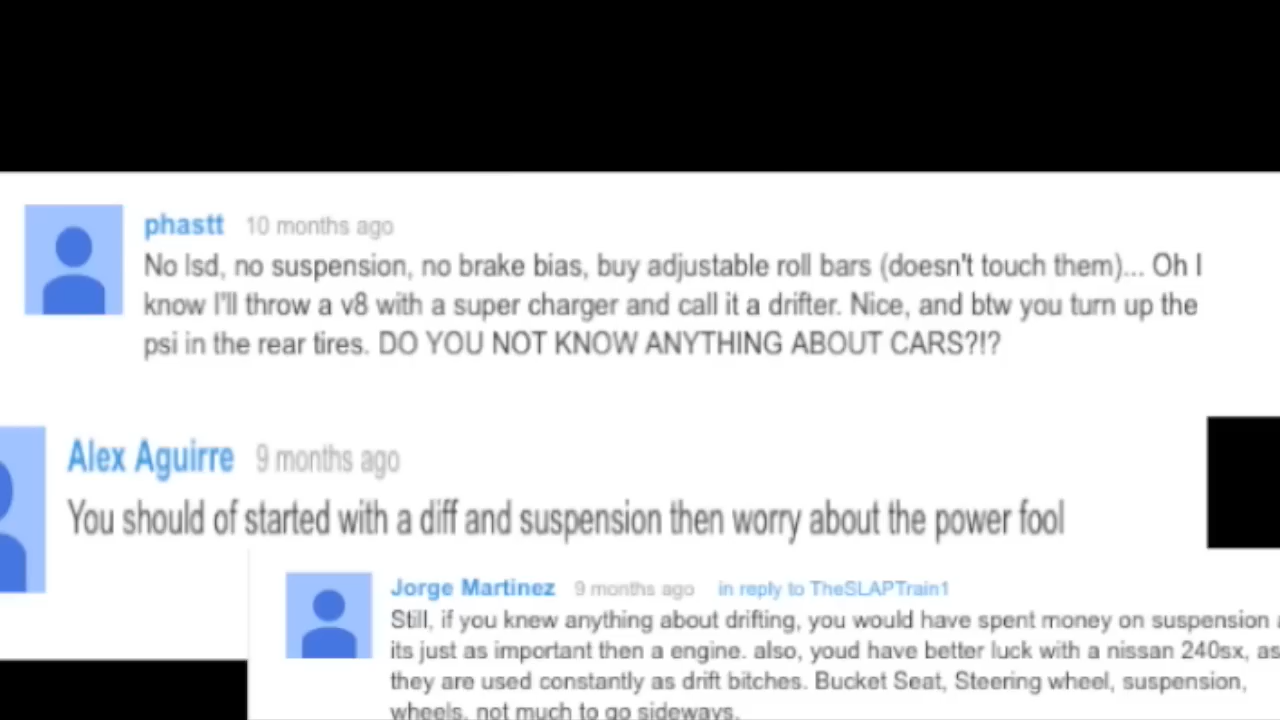 phastt 10 months ago
No lsd, no suspension, no brake bias, buy adjustable roll bars (doesn't touch them)... Oh I
know I'll throw a v8 with a super charger and call it a drifter. Nice, and btw you turn up the
psi in the rear tires. DO YOU NOT KNOW ANYTHING ABOUT CARS?!?
Alex Aguirre 9 months ago
You should of started with a diff and suspension then worry about the power fool
Jorge Martinez 9 months ago in reply to TheSLAPTrain1
Still, if you knew anything about drifting, you would have spent money on suspension
its just as important then a engine. also, youd have better luck with a nissan 240sx, as
they are used constantly as drift bitches. Bucket Seat, Steering wheel, suspension,
wheels, not much to go sideways.